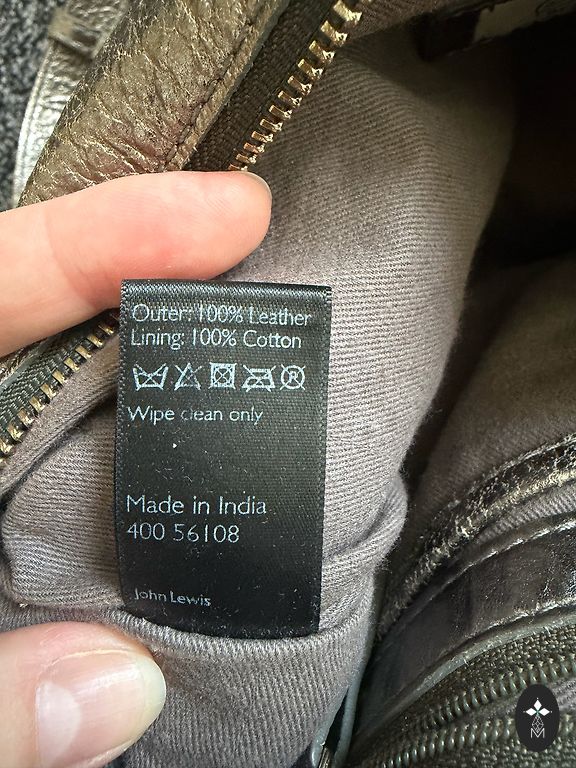 Outer: 100% Leather
Lining: 100% Cotton
Wipe clean only
Made in India
400 56108
John Lewis